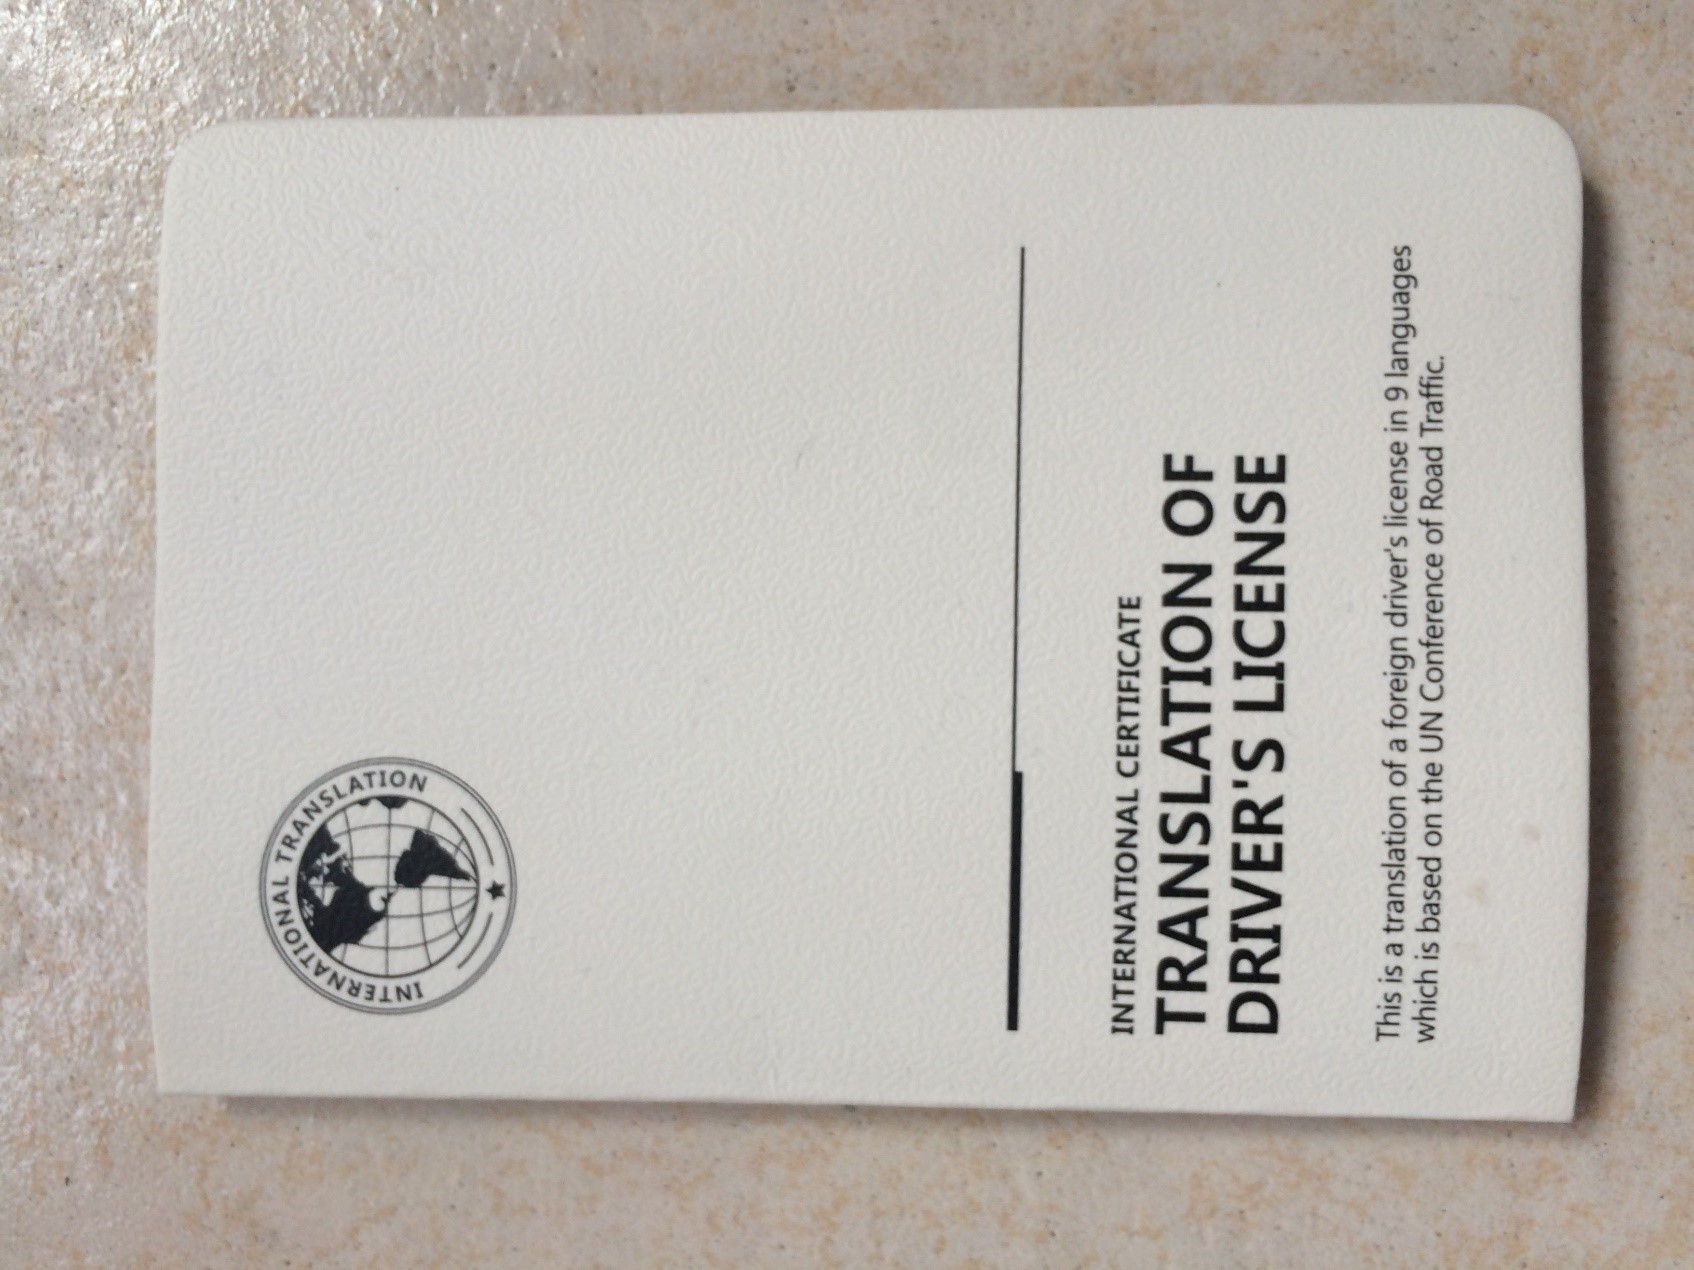 INTERNATIONAL TRANSLATION
INTERNATIONAL CERTIFICATE
TRANSLATION OF
DRIVER'S LICENSE
This is a translation of a foreign driver's license in 9 languages
which is based on the UN Conference of Road Traffic.